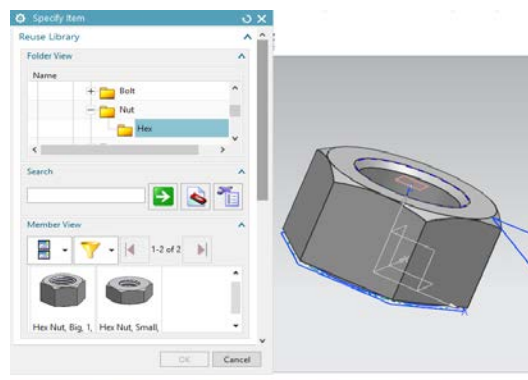 Specify Item
Reuse Library
Folder View
Name
Bolt
Nut
Hex
Search
Member View
1-2 of 2
Hex Nut, Big, 1, Hex Nut, Small,
OK Cancel